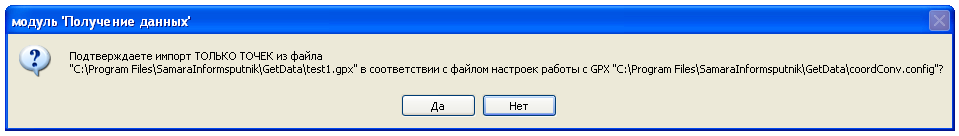 модуль 'Получение данных'
Подтверждаете импорт ТОЛЬКО ТОЧЕК из файла
"C:\Program Files\SamaraInformsputnik\GetData\test1.gpx" в соответствии с файлом настроек работы с GPX "C:\Program Files\SamaraInformsputnik\GetData\coordConv.config"?
Да
Нет